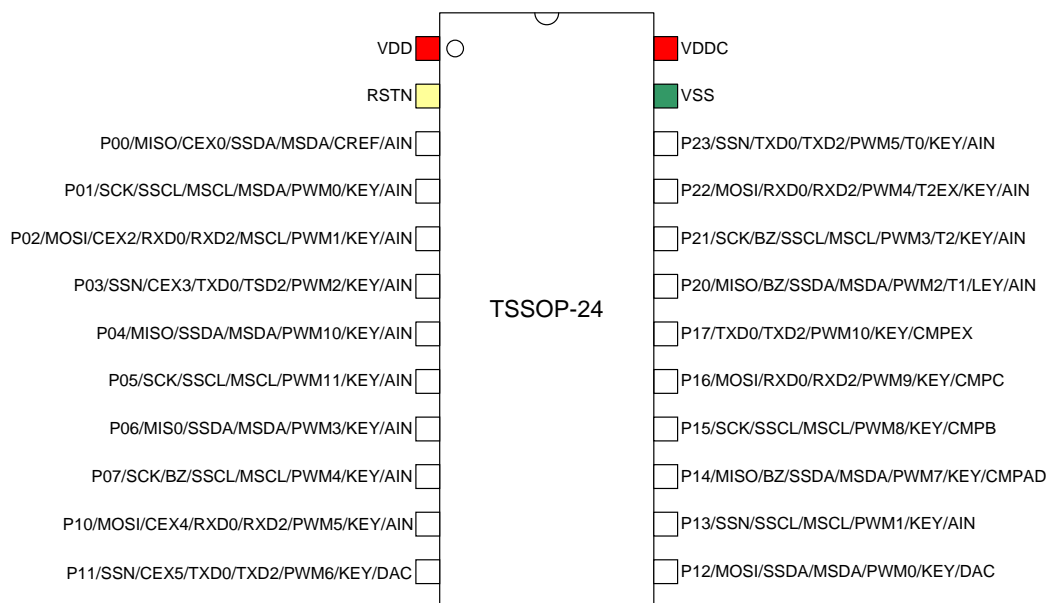 VDD
VDDC
RSTN
VSS
P00/MISO/CEX0/SSDA/MSDA/CREF/AIN
P23/SSN/TXD0/TXD2/PWM5/T0/KEY/AIN
P01/SCK/SSCL/MSCL/MSDA/PWM0/KEY/AIN
P22/MOSI/RXD0/RXD2/PWM4/T2EX/KEY/AIN
P02/MOSI/CEX2/RXD0/RXD2/MSCL/PWM1/KEY/AIN
P21/SCK/BZ/SSCL/MSCL/PWM3/T2/KEY/AIN
P03/SSN/CEX3/TXD0/TSD2/PWM2/KEY/AIN
P20/MISO/BZ/SSDA/MSDA/PWM2/T1/LEY/AIN
TSSOP-24
P04/MISO/SSDA/MSDA/PWM10/KEY/AIN
P17/TXD0/TXD2/PWM10/KEY/CMPEX
P05/SCK/SSCL/MSCL/PWM11/KEY/AIN
P16/MOSI/RXD0/RXD2/PWM9/KEY/CMPC
P06/MIS0/SSDA/MSDA/PWM3/KEY/AIN
P15/SCK/SSCL/MSCL/PWM8/KEY/CMPB
P07/SCK/BZ/SSCL/MSCL/PWM4/KEY/AIN
P14/MISO/BZ/SSDA/MSDA/PWM7/KEY/CMPAD
P10/MOSI/CEX4/RXD0/RXD2/PWM5/KEY/AIN
P13/SSN/SSCL/MSCL/PWM1/KEY/AIN
P11/SSN/CEX5/TXD0/TXD2/PWM6/KEY/DAC
P12/MOSI/SSDA/MSDA/PWM0/KEY/DAC